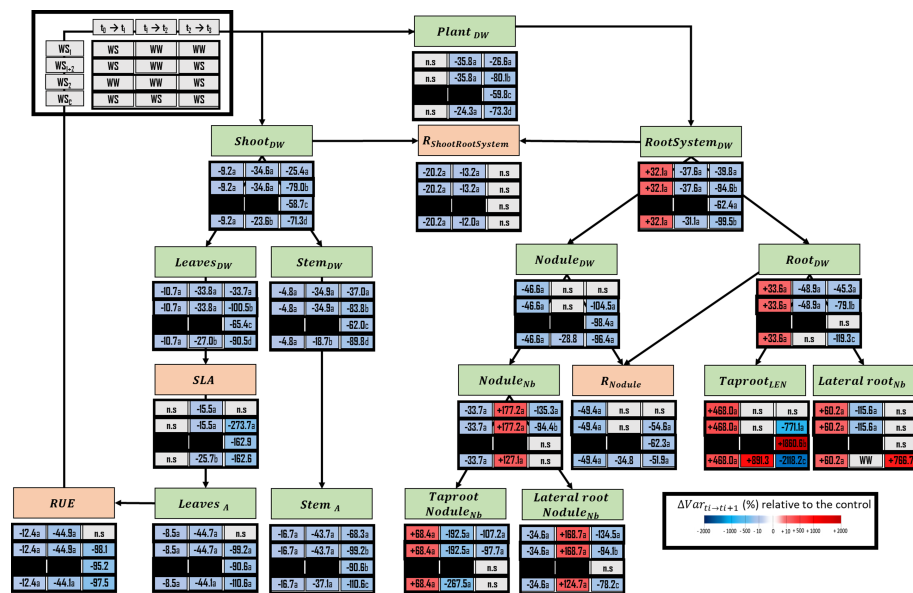 t0 → t1 t1 → t2 t2 → t3
WS1 WS WW WW
WS1+2 WS WW WS
WS2 WW WW WS
WSC WS WS WS
Plant DW
n.s -35.8a -26.6a
n.s -35.8a -80.1b
-59.8c
n.s -24.3a -73.3d
Shoot DW
-9.2a -34.6a -25.4a
-9.2a -34.6a -79.0b
-58.7c
-9.2a -23.6b -71.3d
R ShootRootSystem
-20.2a -13.2a n.s
-20.2a -13.2a n.s
n.s
-20.2a -12.0a n.s
RootSystem DW
+32.1a -37.6a -39.8a
+32.1a -37.6a -94.6b
-62.4a
+32.1a -31.1a -99.5b
Leaves DW
-10.7a -33.8a -33.7a
-10.7a -33.8a -100.5b
-65.4c
-10.7a -27.0b -90.5d
Stem DW
-4.8a -34.9a -37.0a
-4.8a -34.9a -83.8b
-62.0c
-4.8a -18.7b -89.8d
Nodule DW
-46.6a n.s n.s
-46.6a n.s -104.5a
-98.4a
-46.6a -28.8 -96.4a
Root DW
+33.6a -48.9a -45.3a
+33.6a -48.9a -79.1b
n.s
+33.6a n.s -119.3c
SLA
n.s -15.5a n.s
n.s -15.5a -273.7a
-162.9
n.s -25.7b -162.6
Nodule Nb
-33.7a +177.2a -135.3a
-33.7a +177.2a -94.4b
n.s
-33.7a +127.1a n.s
R Nodule
-49.4a n.s n.s
-49.4a n.s -54.6a
-62.3a
-49.4a -34.8 -51.9a
Taproot LEN
+468.0a n.s n.s
+468.0a n.s -771.1a
+1880.5b
+468.0a +891.3 -2118.2c
Lateral root Nb
+60.2a -115.6a n.s
+60.2a -115.6a n.s
n.s
+60.2a WW
RUE
-12.4a -44.9a n.s
-12.4a -44.9a -98.1
-95.2
-12.4a -44.1a -97.5
Leaves A
-8.5a -44.7a n.s
-8.5a -44.7a -99.2a
-90.6a
-8.5a -44.1a -110.6a
Stem A
-16.7a -43.7a -68.3a
-16.7a -43.7a -99.2b
-90.6b
-16.7a -37.1a -110.6c
Taproot
Nodule Nb
+68.4a -192.5a -107.2a
+68.4a -192.5a -97.7a
n.s
+68.4a -267.5a n.s
Lateral root
Nodule Nb
-34.6a +168.7a -134.5a
-34.6a +168.7a -94.1b
n.s
-34.6a +124.7a -78.2c
ΔVar ti→ti+1 (%) relative to the control
-2000 -1000 -500 -10 0 +10 +500 +1000 +2000